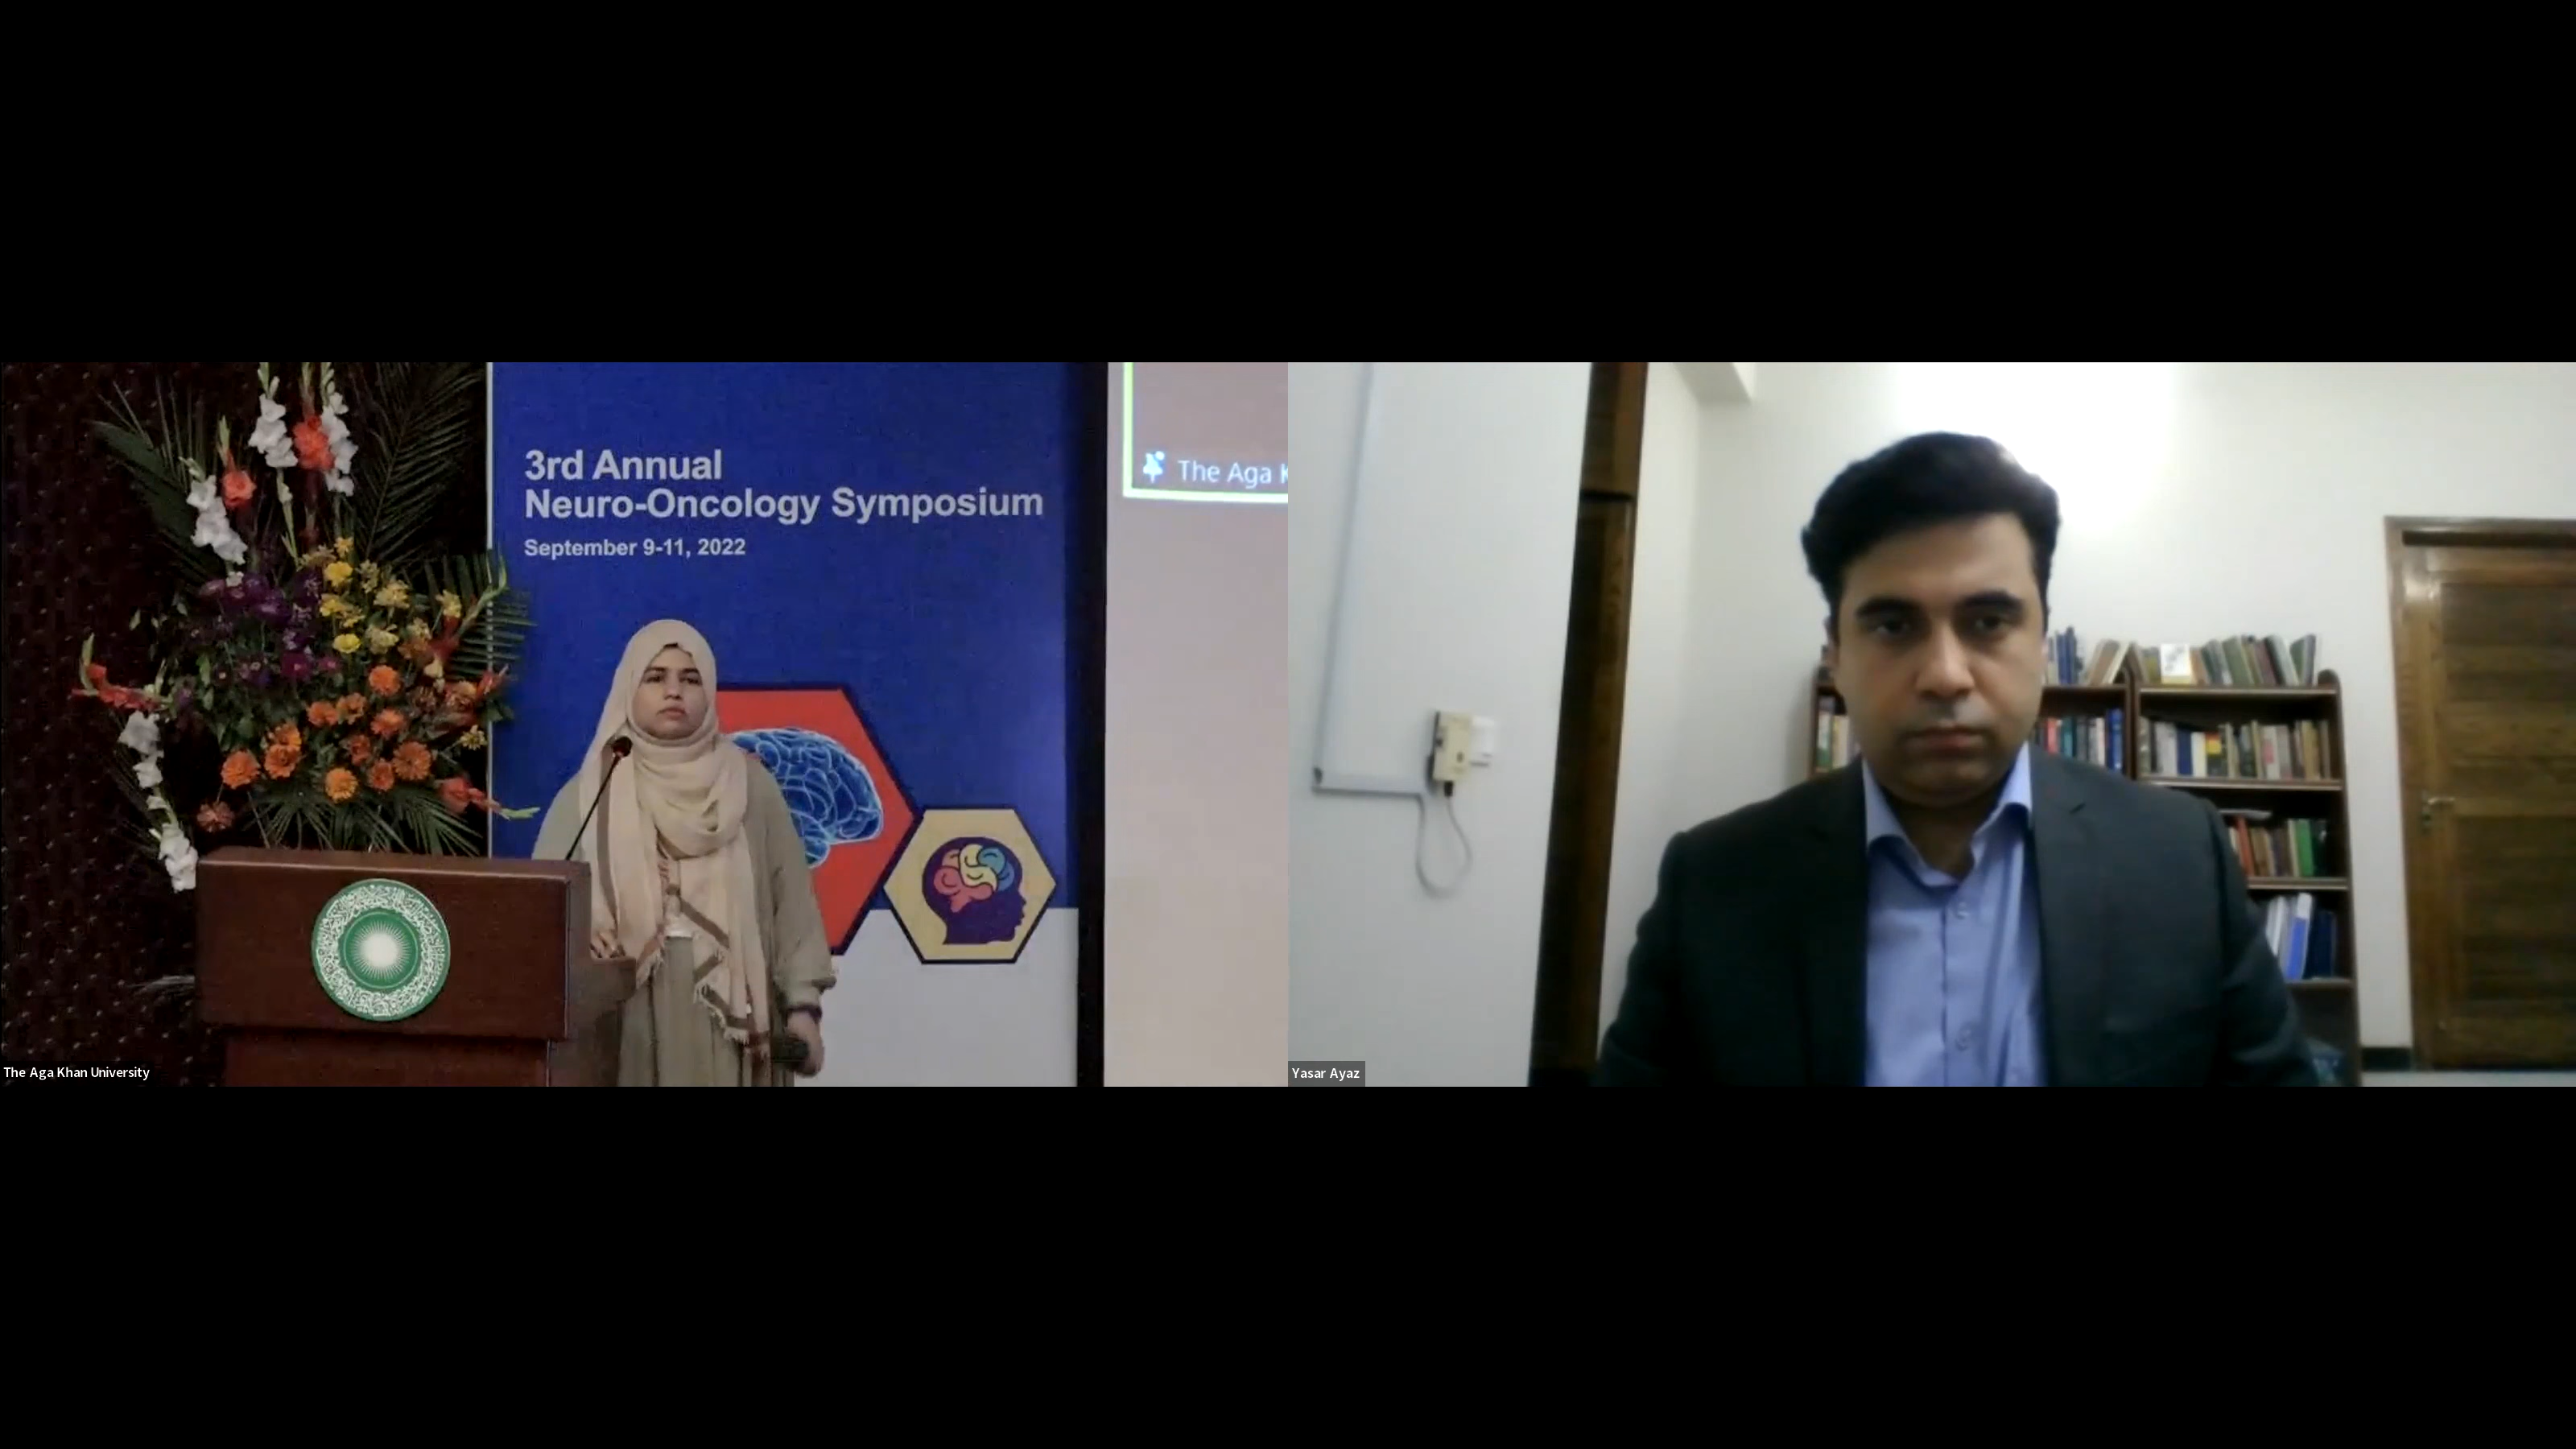 3rd Annual
Neuro-Oncology Symposium
September 9-11, 2022
The Aga K
The Aga Khan University
Yasar Ayaz